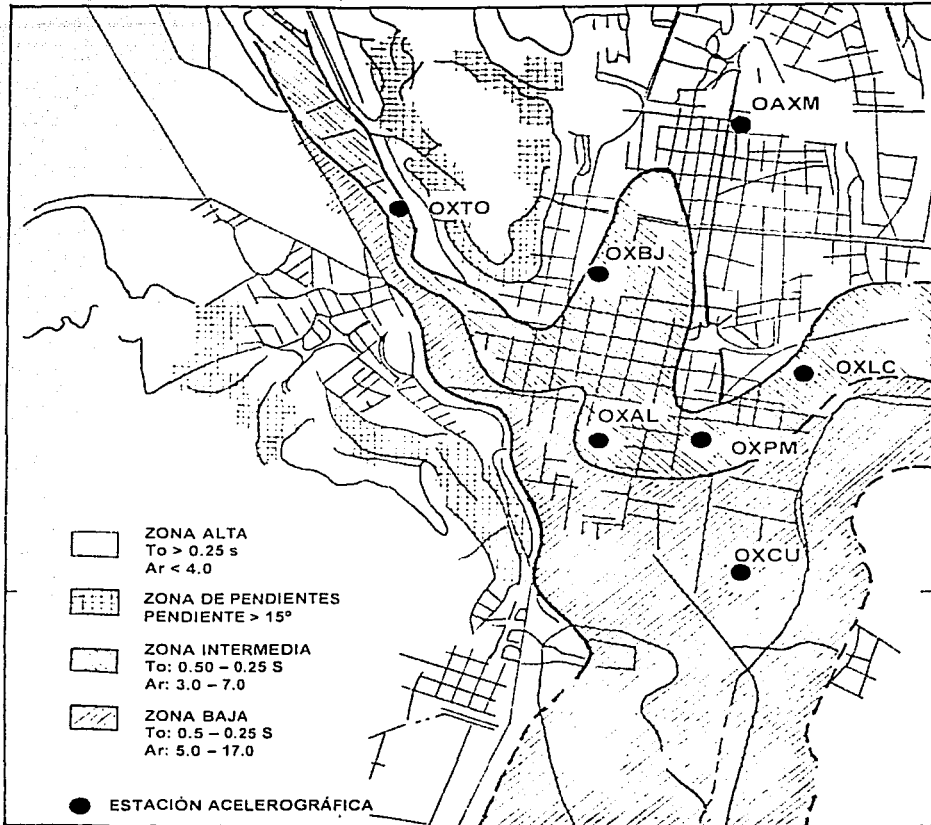 OAXM
OXTO
OXBJ
OXLC
OXAL
OXPM
OXCU
ZONA ALTA
To > 0.25 s
Ar < 4.0
ZONA DE PENDIENTES
PENDIENTE > 15º
ZONA INTERMEDIA
To: 0.50 – 0.25 S
Ar: 3.0 – 7.0
ZONA BAJA
To: 0.5 – 0.25 S
Ar: 5.0 – 17.0
ESTACIÓN ACELEROGRÁFICA